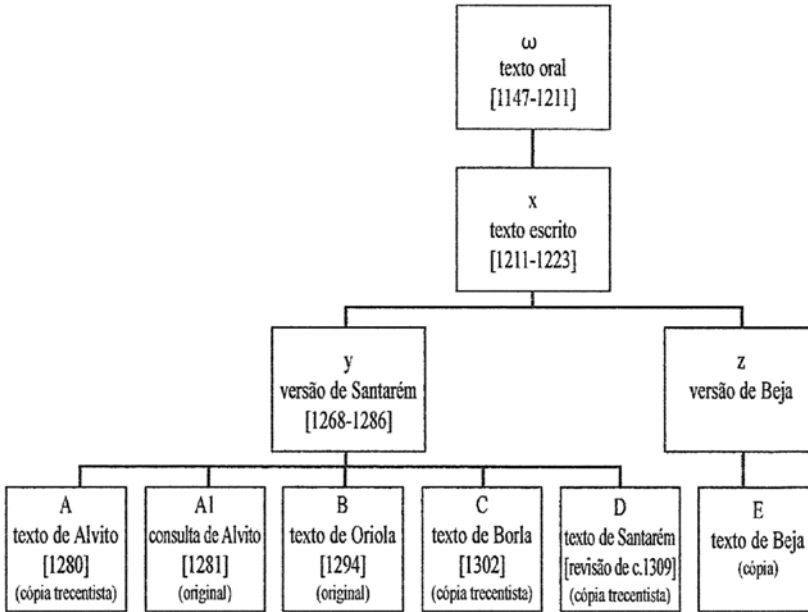 ω
texto oral
[1147-1211]
x
texto escrito
[1211-1223]
y
versão de Santarém
[1268-1286]
z
versão de Beja
A
texto de Alvito
[1280]
(cópia trecentista)
A1
consulta de Alvito
[1281]
(original)
B
texto de Oriola
[1294]
(original)
C
texto de Borla
[1302]
(cópia trecentista)
D
texto de Santarém
[revisão de c.1309]
(cópia trecentista)
E
texto de Beja
(cópia)